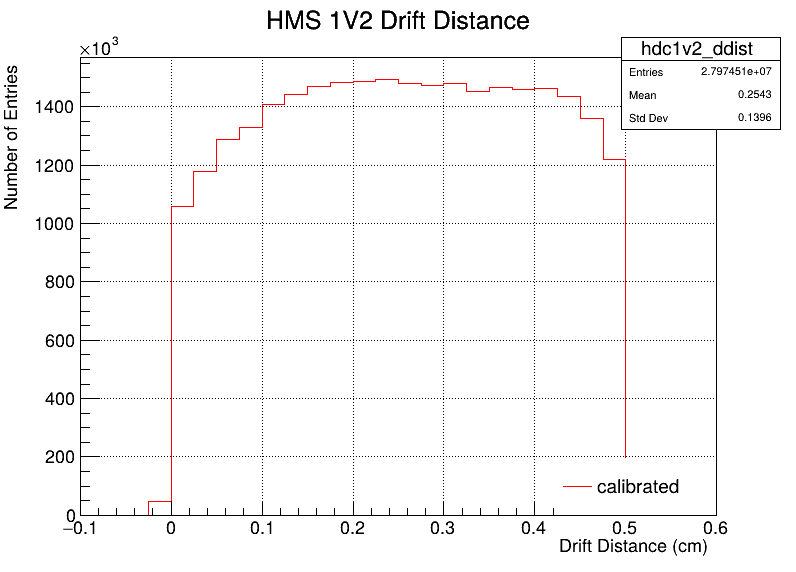 HMS 1V2 Drift Distance
×10³
hdc1v2_ddist
Entries 2.797451e+07
Mean 0.2543
Std Dev 0.1396
Number of Entries
1400
1200
1000
800
600
400
200
0
calibrated
−0.1 0 0.1 0.2 0.3 0.4 0.5 0.6
Drift Distance (cm)